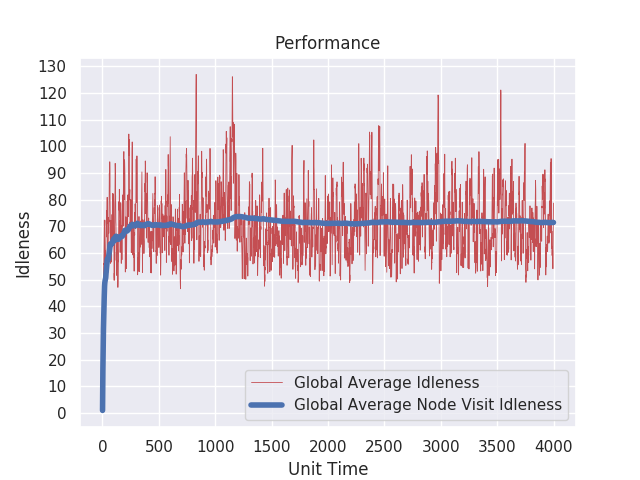 Performance
130
120
110
100
90
80
70
60
50
40
30
20
10
0
Idleness
Global Average Idleness
Global Average Node Visit Idleness
0 500 1000 1500 2000 2500 3000 3500 4000
Unit Time